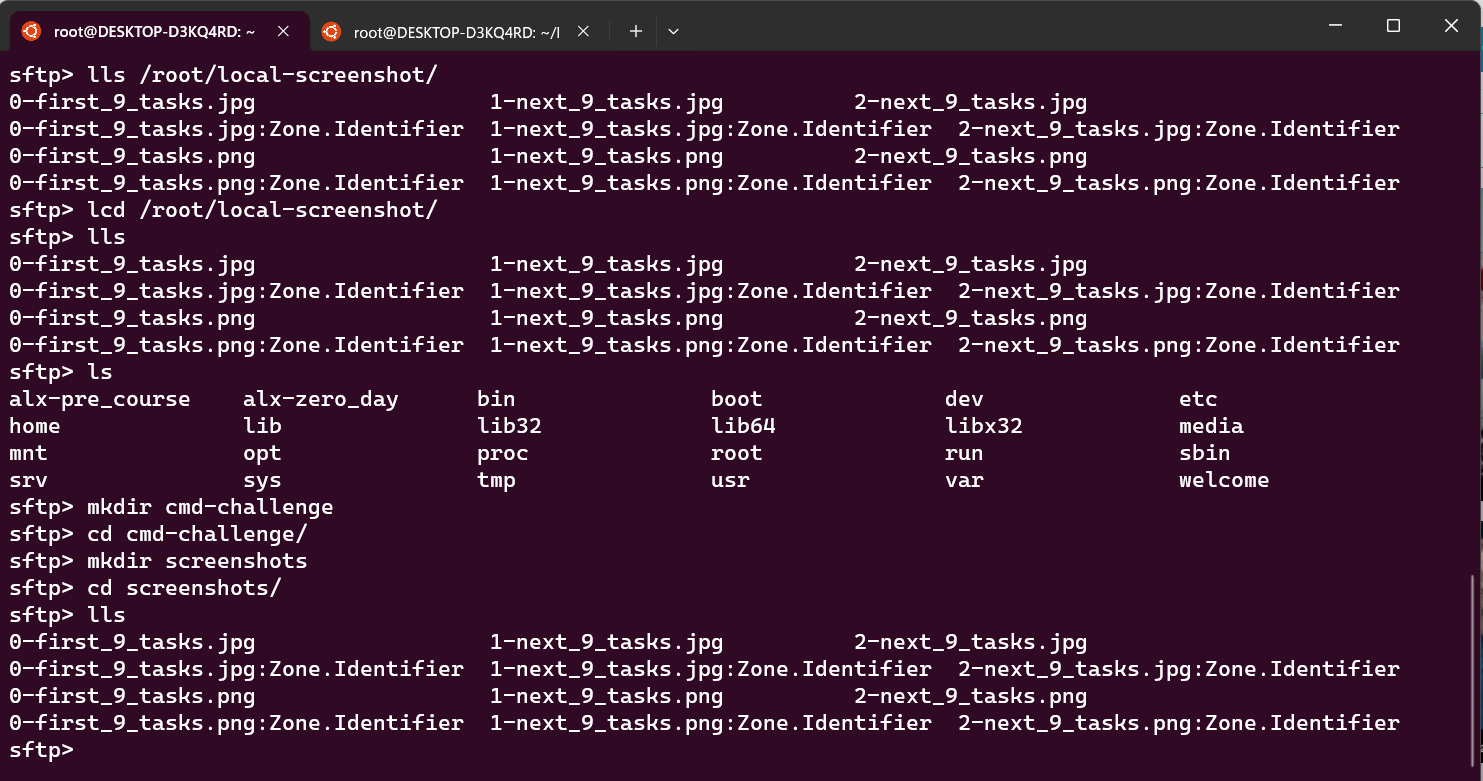 root@DESKTOP-D3KQ4RD: ~
root@DESKTOP-D3KQ4RD: ~/l
sftp> lls /root/local-screenshot/
0-first_9_tasks.jpg 1-next_9_tasks.jpg 2-next_9_tasks.jpg
0-first_9_tasks.jpg:Zone.Identifier 1-next_9_tasks.jpg:Zone.Identifier 2-next_9_tasks.jpg:Zone.Identifier
0-first_9_tasks.png 1-next_9_tasks.png 2-next_9_tasks.png
0-first_9_tasks.png:Zone.Identifier 1-next_9_tasks.png:Zone.Identifier 2-next_9_tasks.png:Zone.Identifier
sftp> lcd /root/local-screenshot/
sftp> lls
0-first_9_tasks.jpg 1-next_9_tasks.jpg 2-next_9_tasks.jpg
0-first_9_tasks.jpg:Zone.Identifier 1-next_9_tasks.jpg:Zone.Identifier 2-next_9_tasks.jpg:Zone.Identifier
0-first_9_tasks.png 1-next_9_tasks.png 2-next_9_tasks.png
0-first_9_tasks.png:Zone.Identifier 1-next_9_tasks.png:Zone.Identifier 2-next_9_tasks.png:Zone.Identifier
sftp> ls
alx-pre_course alx-zero_day bin boot dev etc
home lib lib32 lib64 libx32 media
mnt opt proc root run sbin
srv sys tmp usr var welcome
sftp> mkdir cmd-challenge
sftp> cd cmd-challenge/
sftp> mkdir screenshots
sftp> cd screenshots/
sftp> lls
0-first_9_tasks.jpg 1-next_9_tasks.jpg 2-next_9_tasks.jpg
0-first_9_tasks.jpg:Zone.Identifier 1-next_9_tasks.jpg:Zone.Identifier 2-next_9_tasks.jpg:Zone.Identifier
0-first_9_tasks.png 1-next_9_tasks.png 2-next_9_tasks.png
0-first_9_tasks.png:Zone.Identifier 1-next_9_tasks.png:Zone.Identifier 2-next_9_tasks.png:Zone.Identifier
sftp>